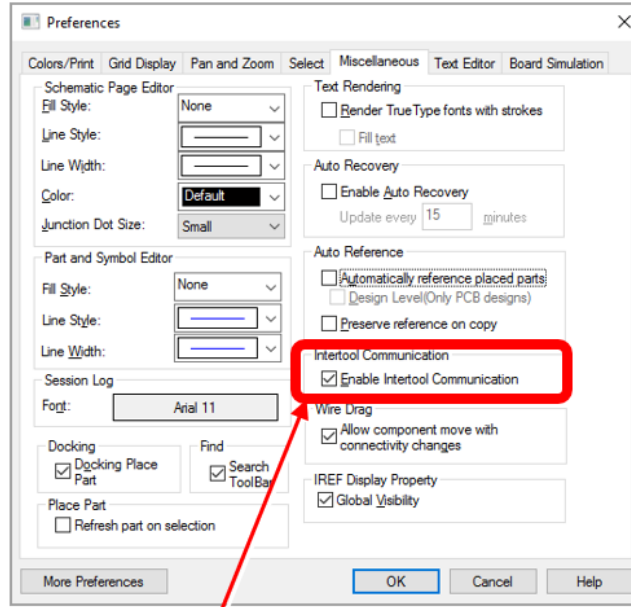 Preferences
Colors/Print Grid Display Pan and Zoom Select Miscellaneous Text Editor Board Simulation
Schematic Page Editor
Fill Style: None
Line Style:
Line Width:
Color: Default
Junction Dot Size: Small
Part and Symbol Editor
Fill Style: None
Line Style:
Line Width:
Session Log
Font: Arial 11
Docking
Docking Place
Part
Find
Search
ToolBar
Place Part
Refresh part on selection
Text Rendering
Render TrueType fonts with strokes
Fill text
Auto Recovery
Enable Auto Recovery
Update every 15 minutes
Auto Reference
Automatically reference placed parts
Design Level(Only PCB designs)
Preserve reference on copy
Intertool Communication
Enable Intertool Communication
Wire Drag
Allow component move with
connectivity changes
IREF Display Property
Global Visibility
More Preferences OK Cancel Help